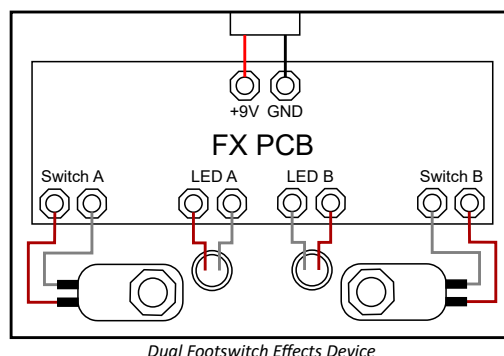 +9V GND
FX PCB
Switch A LED A LED B Switch B
Dual Footswitch Effects Device